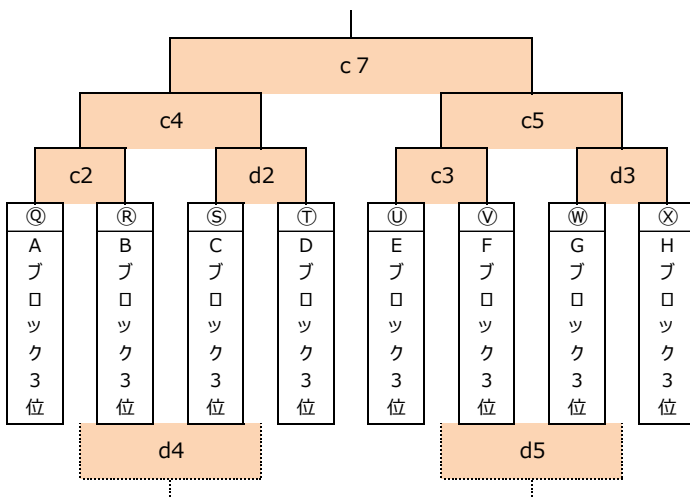 c７
c4
c5
c2
d2
c3
d3
Ⓠ
Ⓡ
Ⓢ
Ⓣ
Ⓤ
Ⓥ
Ⓦ
Ⓧ
Aブロック３位
Bブロック３位
Cブロック３位
Dブロック３位
Eブロック３位
Fブロック３位
Gブロック３位
Hブロック３位
d4
d5